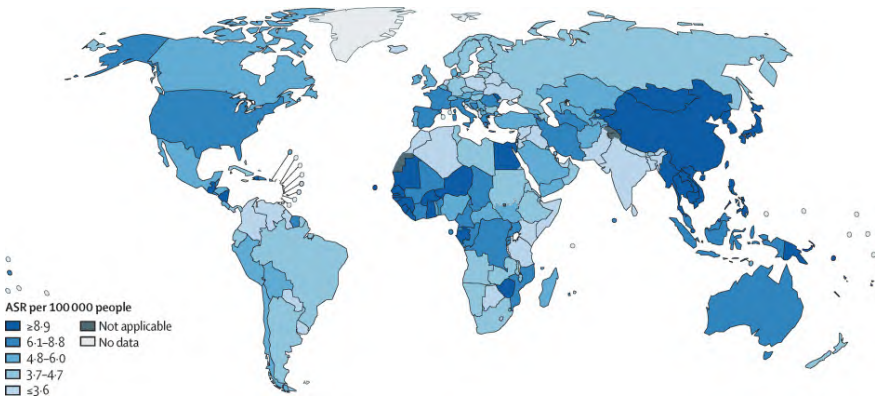 ASR per 100 000 people
≥8·9
6·1–8·8
4·8–6·0
3·7–4·7
≤3·6
Not applicable
No data